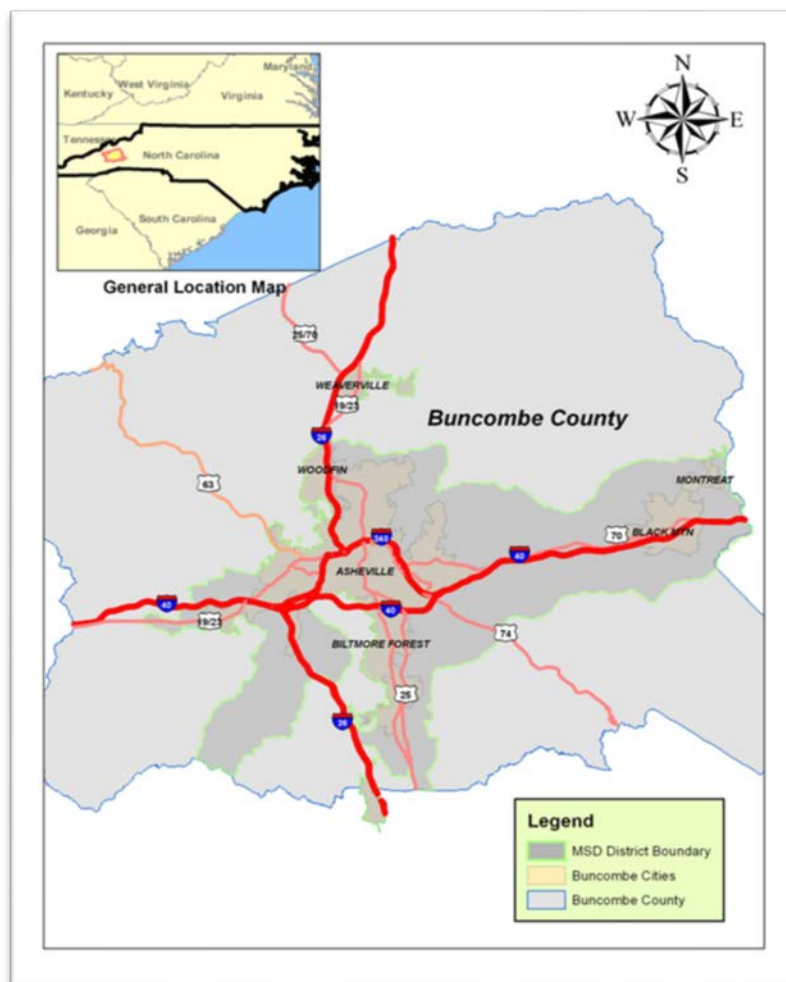 Maryland
West Virginia
Kentucky
Virginia
Tennessee
North Carolina
South Carolina
Georgia
General Location Map
N
W E
S
25/70
WEAVERVILLE
19/23
26
Buncombe County
WOODFIN
63
MONTREAT
240
70
BLACK MTN
40
ASHEVILLE
40
40
19/23
74
BILTMORE FOREST
25
26
Legend
MSD District Boundary
Buncombe Cities
Buncombe County